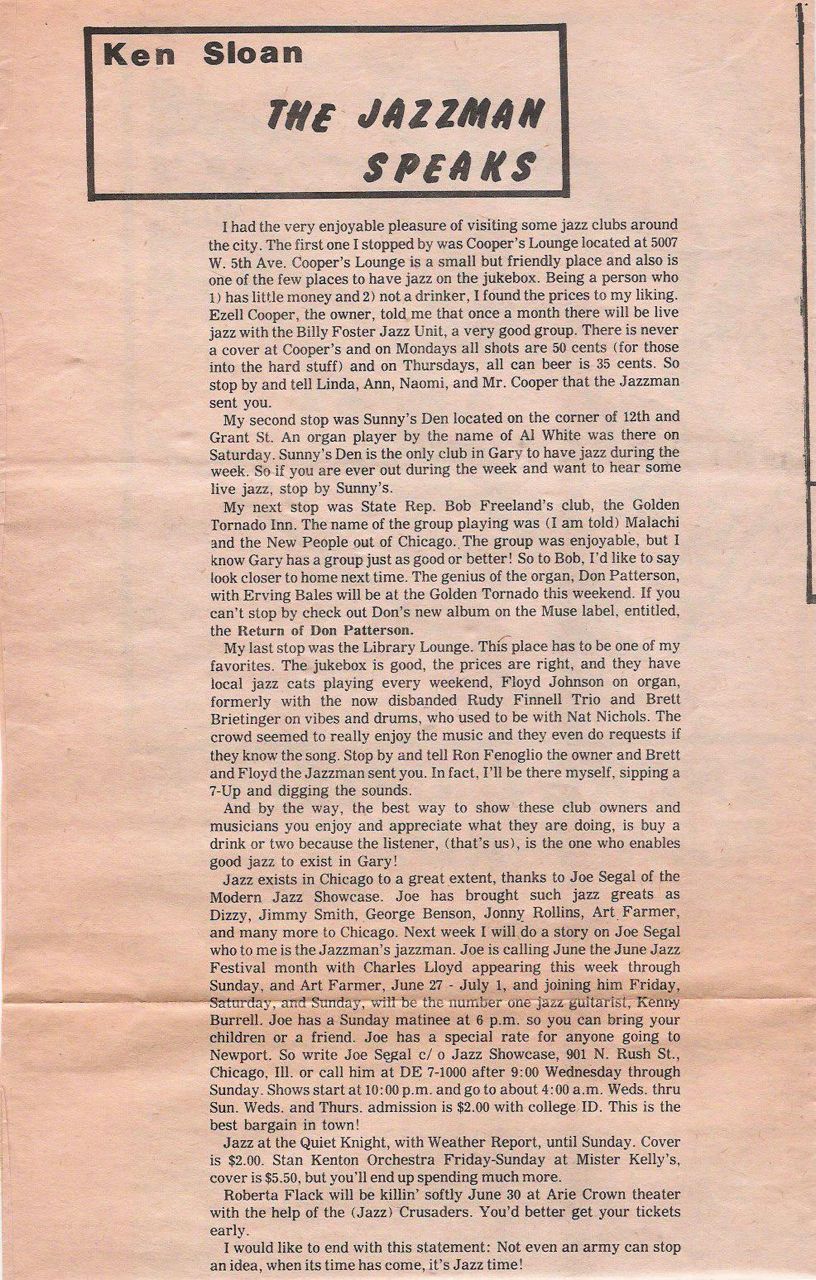 Ken Sloan
THE JAZZMAN
SPEAKS
I had the very enjoyable pleasure of visiting some jazz clubs around
the city. The first one I stopped by was Cooper's Lounge located at 5007
W. 5th Ave. Cooper's Lounge is a small but friendly place and also is
one of the few places to have jazz on the jukebox. Being a person who
1) has little money and 2) not a drinker, I found the prices to my liking.
Ezell Cooper, the owner, told me that once a month there will be live
jazz with the Billy Foster Jazz Unit, a very good group. There is never
a cover at Cooper's and on Mondays all shots are 50 cents (for those
into the hard stuff) and on Thursdays, all can beer is 35 cents. So
stop by and tell Linda, Ann, Naomi, and Mr. Cooper that the Jazzman
sent you.
My second stop was Sunny's Den located on the corner of 12th and
Grant St. An organ player by the name of Al White was there on
Saturday. Sunny's Den is the only club in Gary to have jazz during the
week. So if you are ever out during the week and want to hear some
live jazz, stop by Sunny's.
My next stop was State Rep. Bob Freeland's club, the Golden
Tornado Inn. The name of the group playing was (I am told) Malachi
and the New People out of Chicago. The group was enjoyable, but I
know Gary has a group just as good or better! So to Bob, I'd like to say
look closer to home next time. The genius of the organ, Don Patterson,
with Erving Bales will be at the Golden Tornado this weekend. If you
can't stop by check out Don's new album on the Muse label, entitled,
the Return of Don Patterson.
My last stop was the Library Lounge. This place has to be one of my
favorites. The jukebox is good, the prices are right, and they have
local jazz cats playing every weekend, Floyd Johnson on organ,
formerly with the now disbanded Rudy Finnell Trio and Brett
Brietinger on vibes and drums, who used to be with Nat Nichols. The
crowd seemed to really enjoy the music and they even do requests if
they know the song. Stop by and tell Ron Fenoglio the owner and Brett
and Floyd the Jazzman sent you. In fact, I'll be there myself, sipping a
7-Up and digging the sounds.
And by the way, the best way to show these club owners and
musicians you enjoy and appreciate what they are doing, is buy a
drink or two because the listener, (that's us), is the one who enables
good jazz to exist in Gary!
Jazz exists in Chicago to a great extent, thanks to Joe Segal of the
Modern Jazz Showcase. Joe has brought such jazz greats as
Dizzy, Jimmy Smith, George Benson, Jonny Rollins, Art Farmer,
and many more to Chicago. Next week I will do a story on Joe Segal
who to me is the Jazzman's jazzman. Joe is calling June the June Jazz
Festival month with Charles Lloyd appearing this week through
Sunday, and Art Farmer, June 27 - July 1, and joining him Friday,
Saturday, and Sunday, will be the number one jazz guitarist, Kenny
Burrell. Joe has a Sunday matinee at 6 p.m. so you can bring your
children or a friend. Joe has a special rate for anyone going to
Newport. So write Joe Segal c/o Jazz Showcase, 901 N. Rush St.,
Chicago, Ill. or call him at DE 7-1000 after 9:00 Wednesday through
Sunday. Shows start at 10:00 p.m. and go to about 4:00 a.m. Weds. thru
Sun. Weds. and Thurs. admission is $2.00 with college ID. This is the
best bargain in town!
Jazz at the Quiet Knight, with Weather Report, until Sunday. Cover
is $2.00. Stan Kenton Orchestra Friday-Sunday at Mister Kelly's,
cover is $5.50, but you'll end up spending much more.
Roberta Flack will be killin' softly June 30 at Arie Crown theater
with the help of the (Jazz) Crusaders. You'd better get your tickets
early.
I would like to end with this statement: Not even an army can stop
an idea, when its time has come, it's Jazz time!